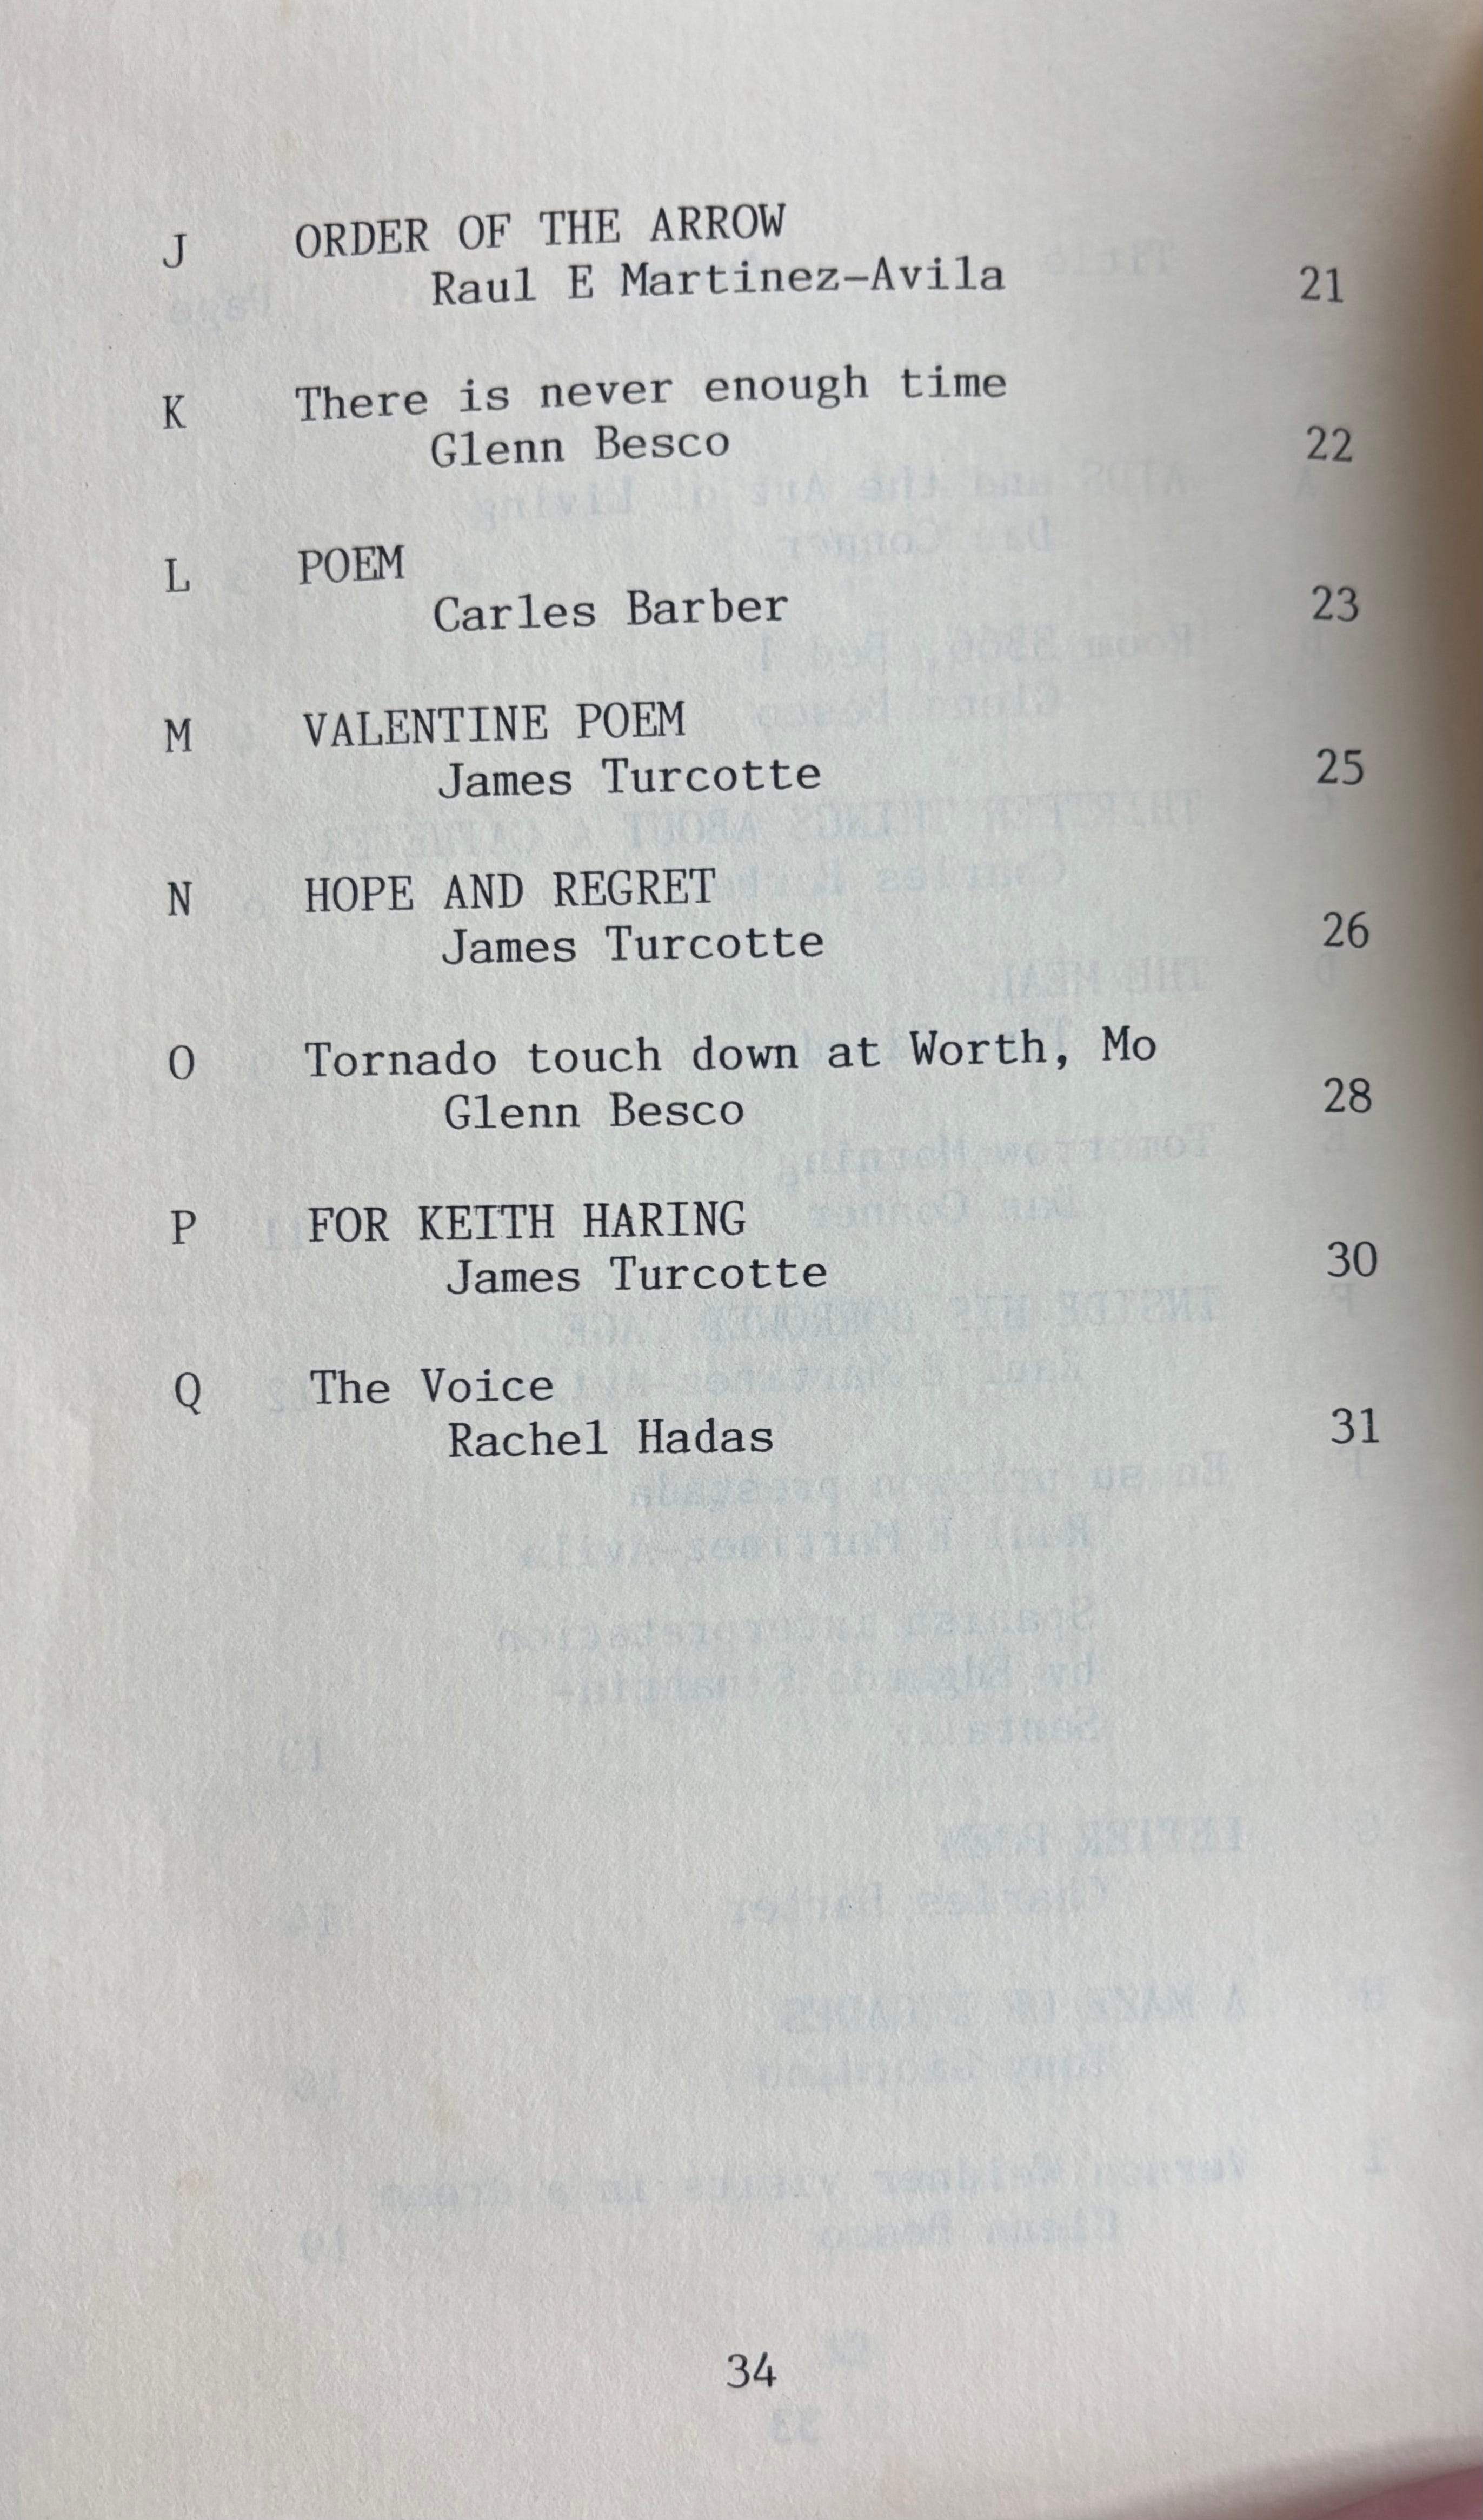 J ORDER OF THE ARROW
Raul E Martinez-Avila 21
K There is never enough time
Glenn Besco 22
L POEM
Carles Barber 23
M VALENTINE POEM
James Turcotte 25
N HOPE AND REGRET
James Turcotte 26
O Tornado touch down at Worth, Mo
Glenn Besco 28
P FOR KEITH HARING
James Turcotte 30
Q The Voice
Rachel Hadas 31
34